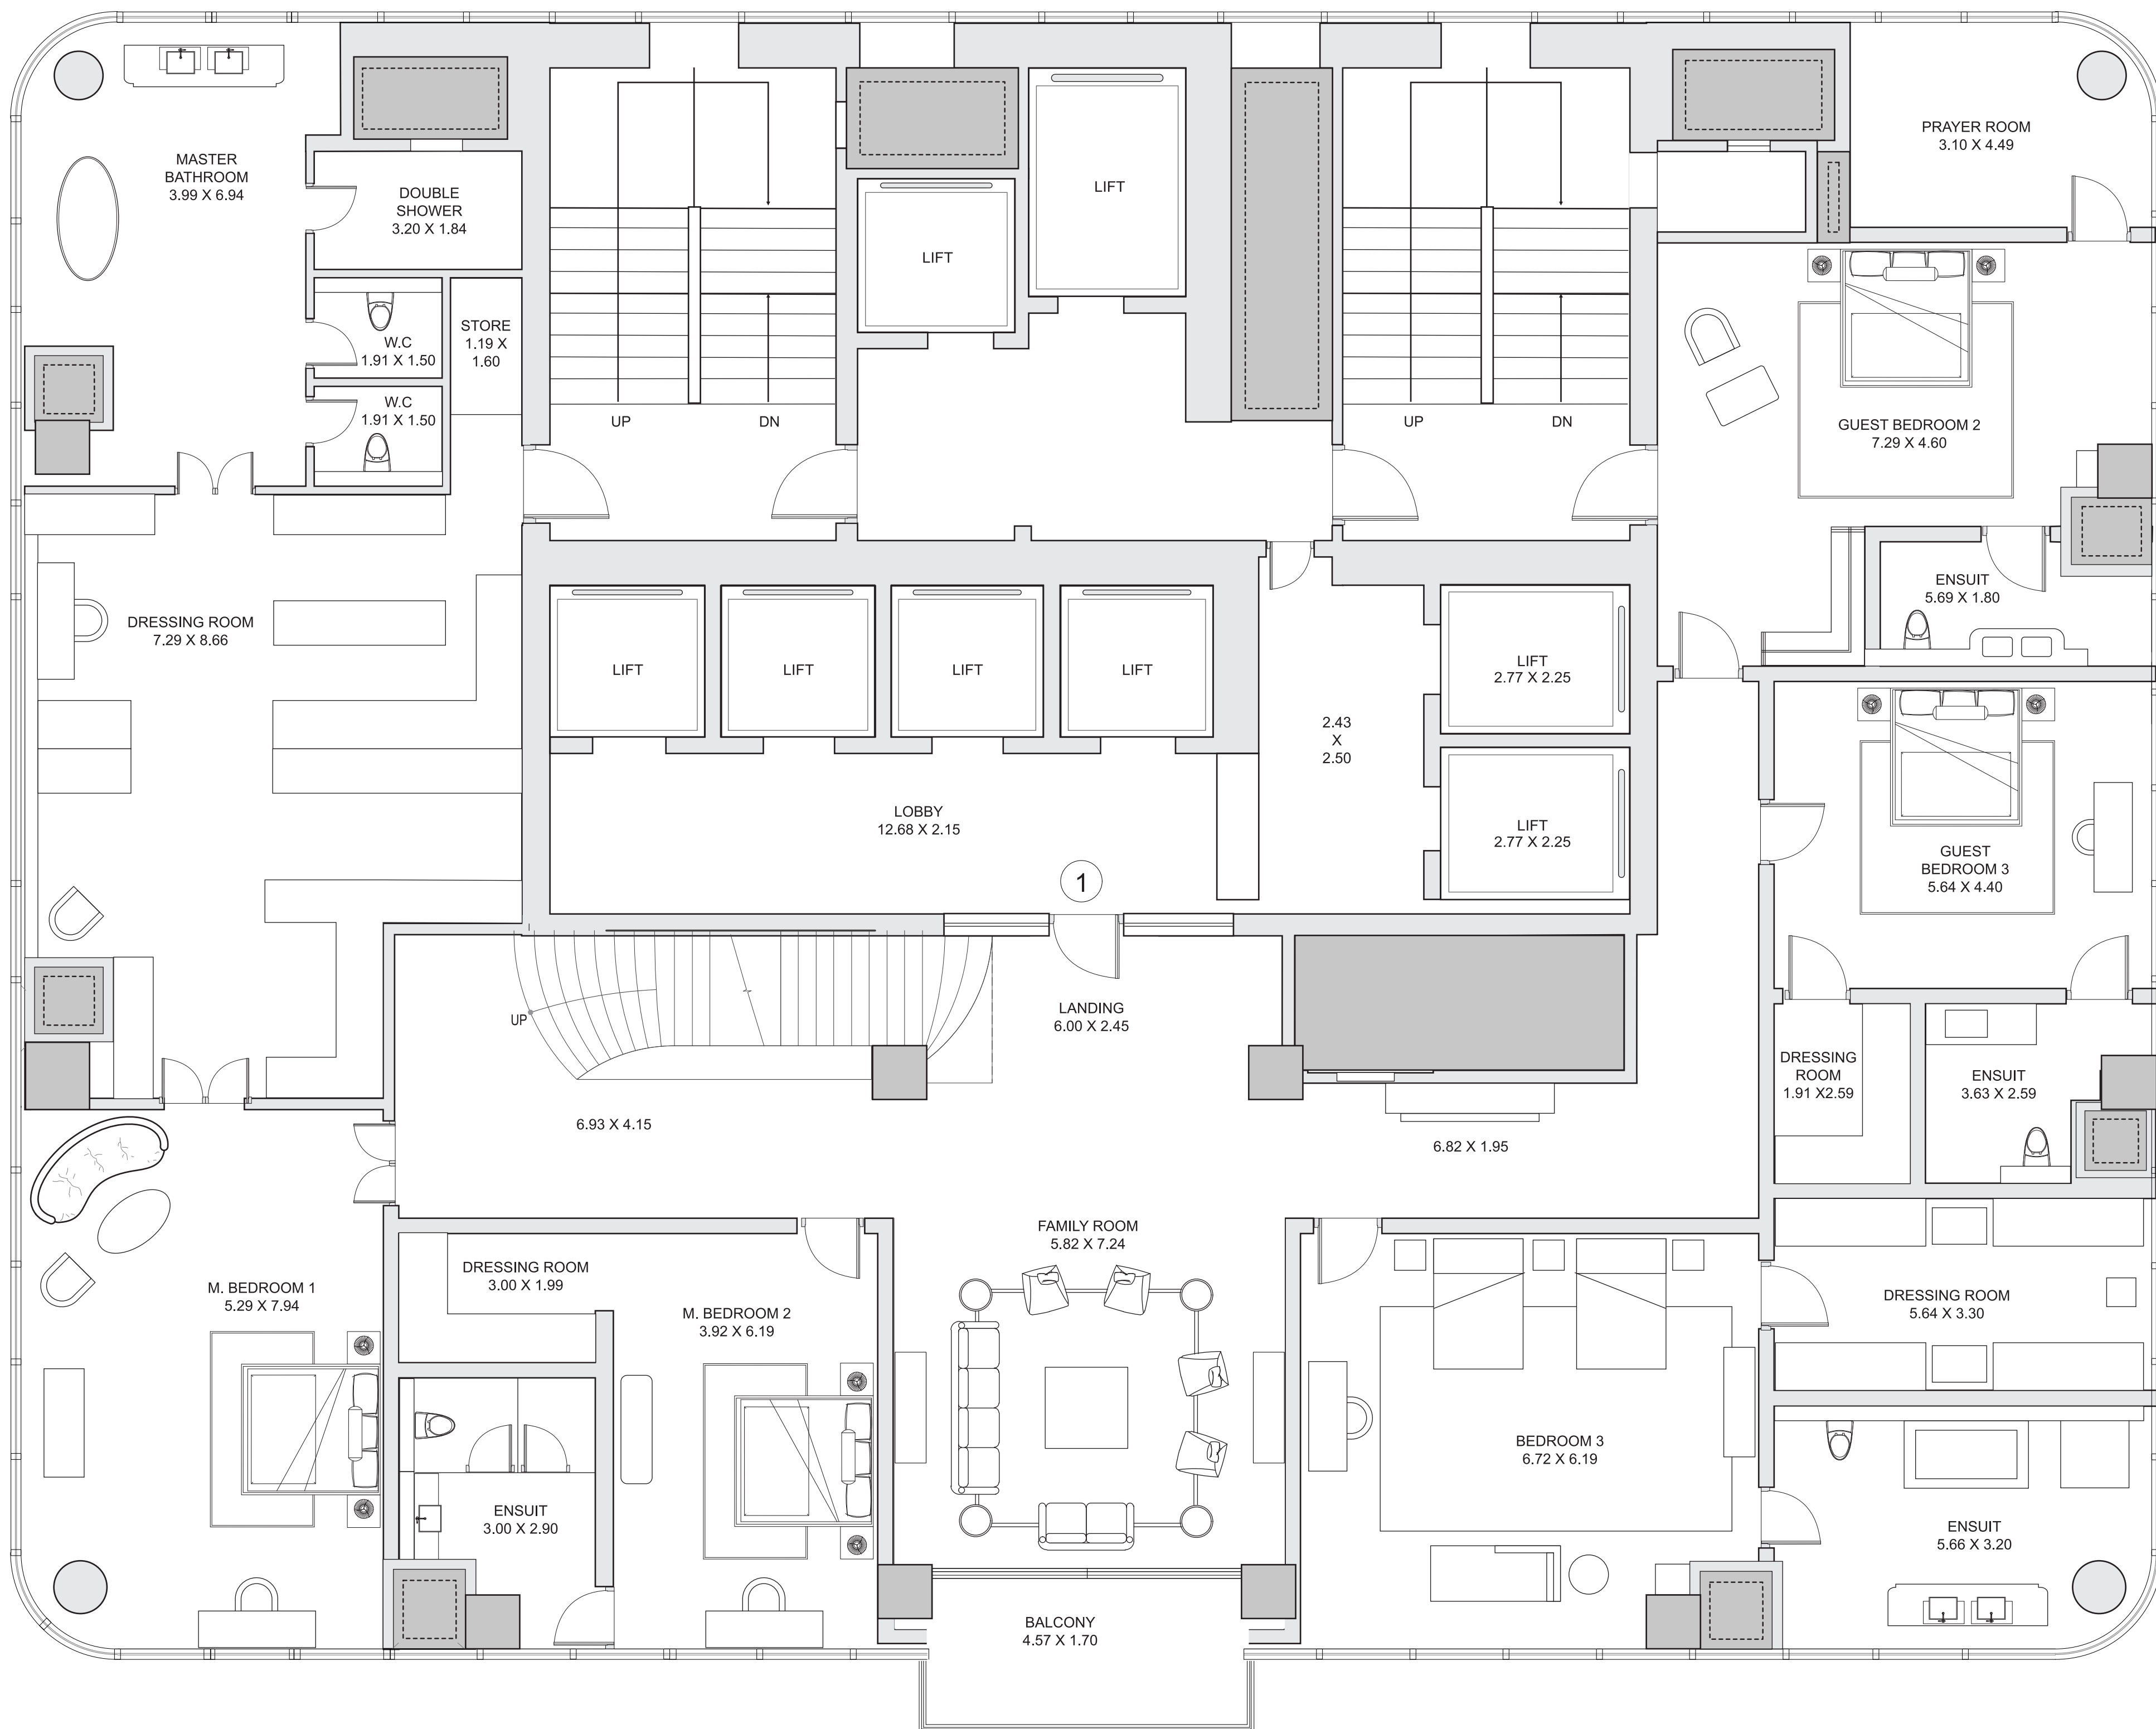 MASTER
BATHROOM
3.99 X 6.94
DOUBLE
SHOWER
3.20 X 1.84
LIFT
LIFT
PRAYER ROOM
3.10 X 4.49
W.C
1.91 X 1.50
STORE
1.19 X
1.60
W.C
1.91 X 1.50
UP
DN
UP
DN
GUEST BEDROOM 2
7.29 X 4.60
DRESSING ROOM
7.29 X 8.66
LIFT
LIFT
LIFT
LIFT
2.43
X
2.50
LIFT
2.77 X 2.25
ENSUIT
5.69 X 1.80
LOBBY
12.68 X 2.15
LIFT
2.77 X 2.25
1
GUEST
BEDROOM 3
5.64 X 4.40
UP
LANDING
6.00 X 2.45
6.93 X 4.15
6.82 X 1.95
DRESSING
ROOM
1.91 X2.59
ENSUIT
3.63 X 2.59
M. BEDROOM 1
5.29 X 7.94
DRESSING ROOM
3.00 X 1.99
M. BEDROOM 2
3.92 X 6.19
FAMILY ROOM
5.82 X 7.24
DRESSING ROOM
5.64 X 3.30
ENSUIT
3.00 X 2.90
BEDROOM 3
6.72 X 6.19
ENSUIT
5.66 X 3.20
BALCONY
4.57 X 1.70